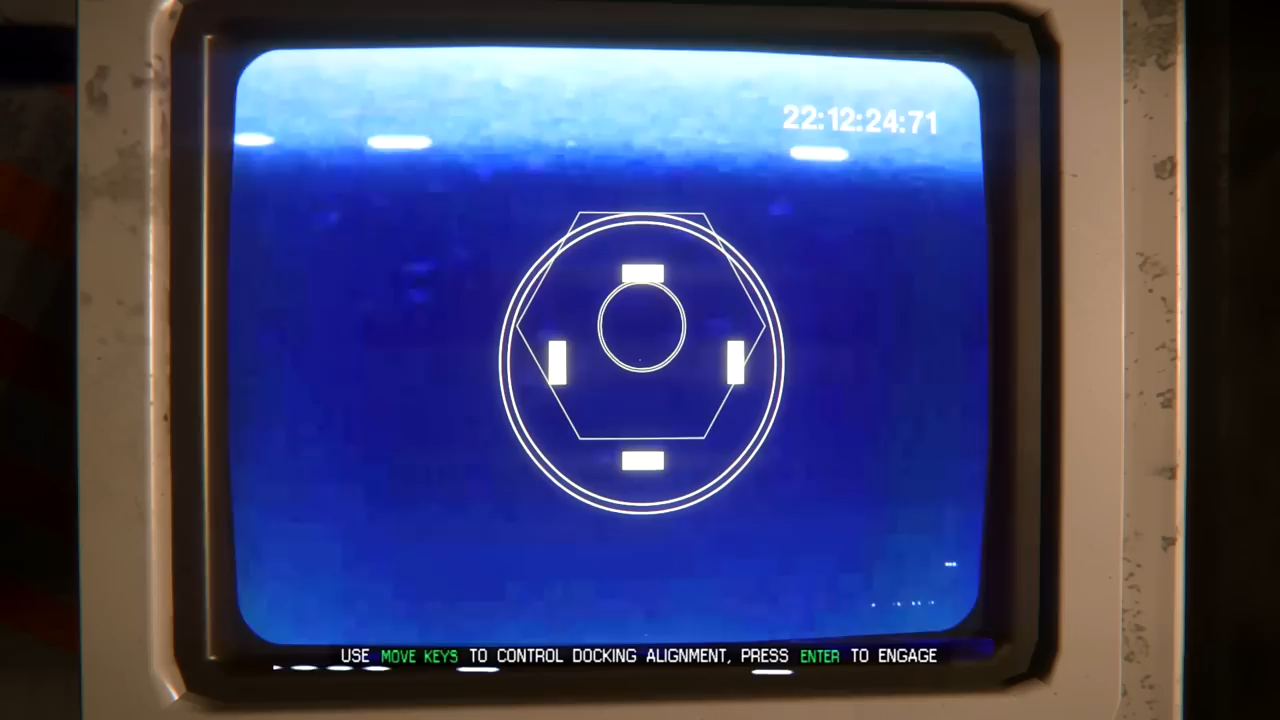 22:12:24:71
USE MOVE KEYS TO CONTROL DOCKING ALIGNMENT, PRESS ENTER TO ENGAGE